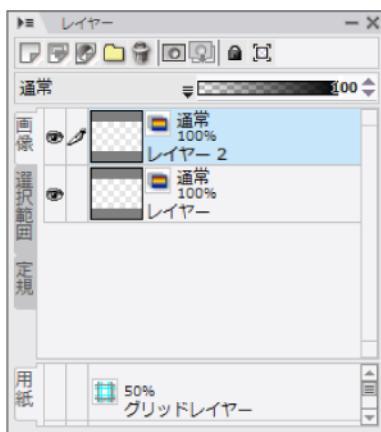 レイヤー
通常
100
画像
通常
100%
レイヤー 2
選択範囲
通常
100%
レイヤー
定規
用紙
50%
グリッドレイヤー